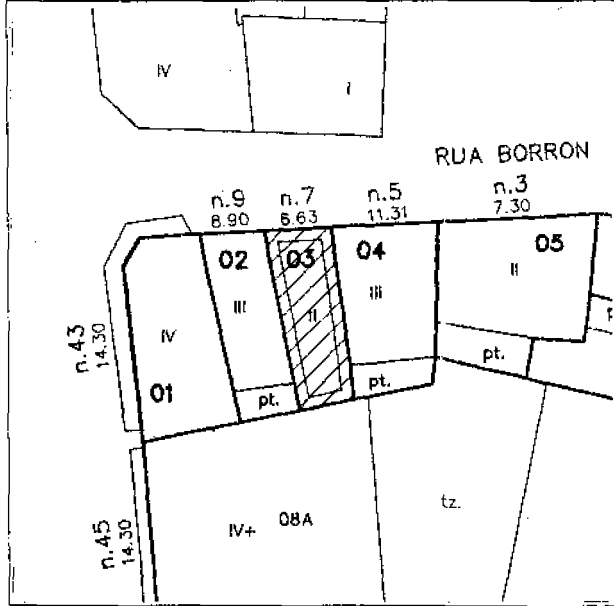 IV
I
RUA BORRON
n.9
8.90
n.7
6.63
n.5
11.31
n.3
7.30
02
03
04
05
III
II
III
II
IV
01
n.43
14.30
pt.
pt.
pt.
n.45
14.30
IV+
08A
tz.